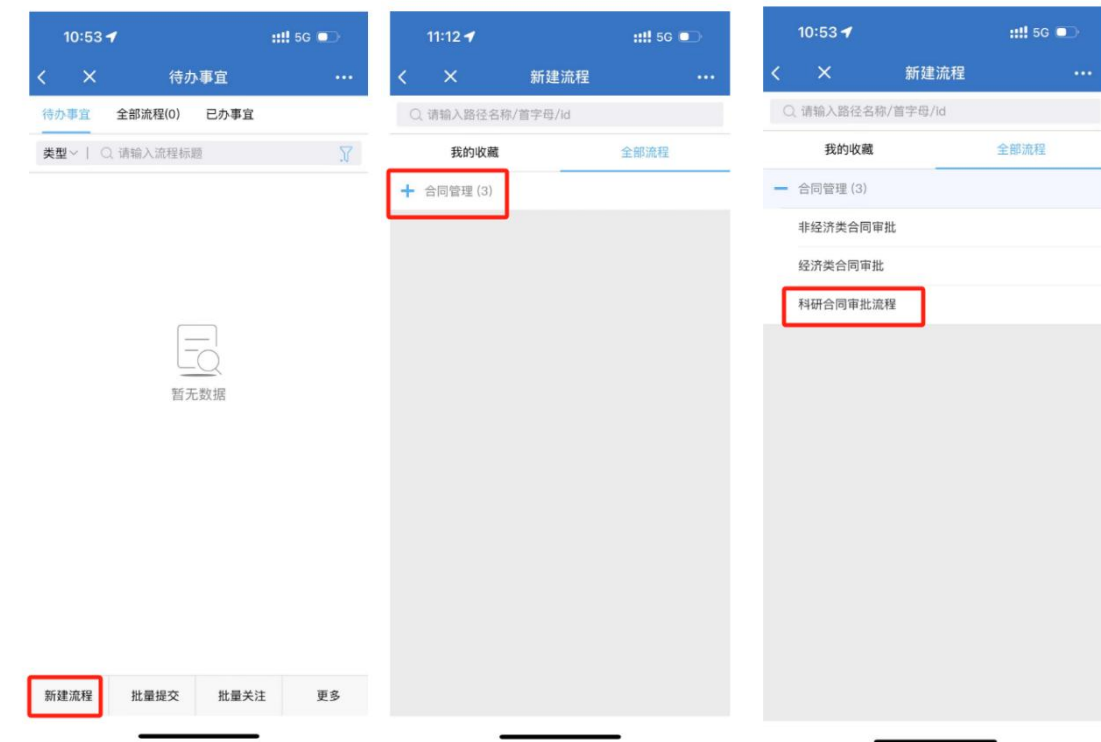 10:53
5G
待办事宜
待办事宜 全部流程(0) 已办事宜
类型 请输入流程标题
暂无数据
新建流程 批量提交 批量关注 更多
11:12
5G
新建流程
请输入路径名称/首字母/id
我的收藏 全部流程
合同管理 (3)
10:53
5G
新建流程
请输入路径名称/首字母/id
我的收藏 全部流程
合同管理 (3)
非经济类合同审批
经济类合同审批
科研合同审批流程